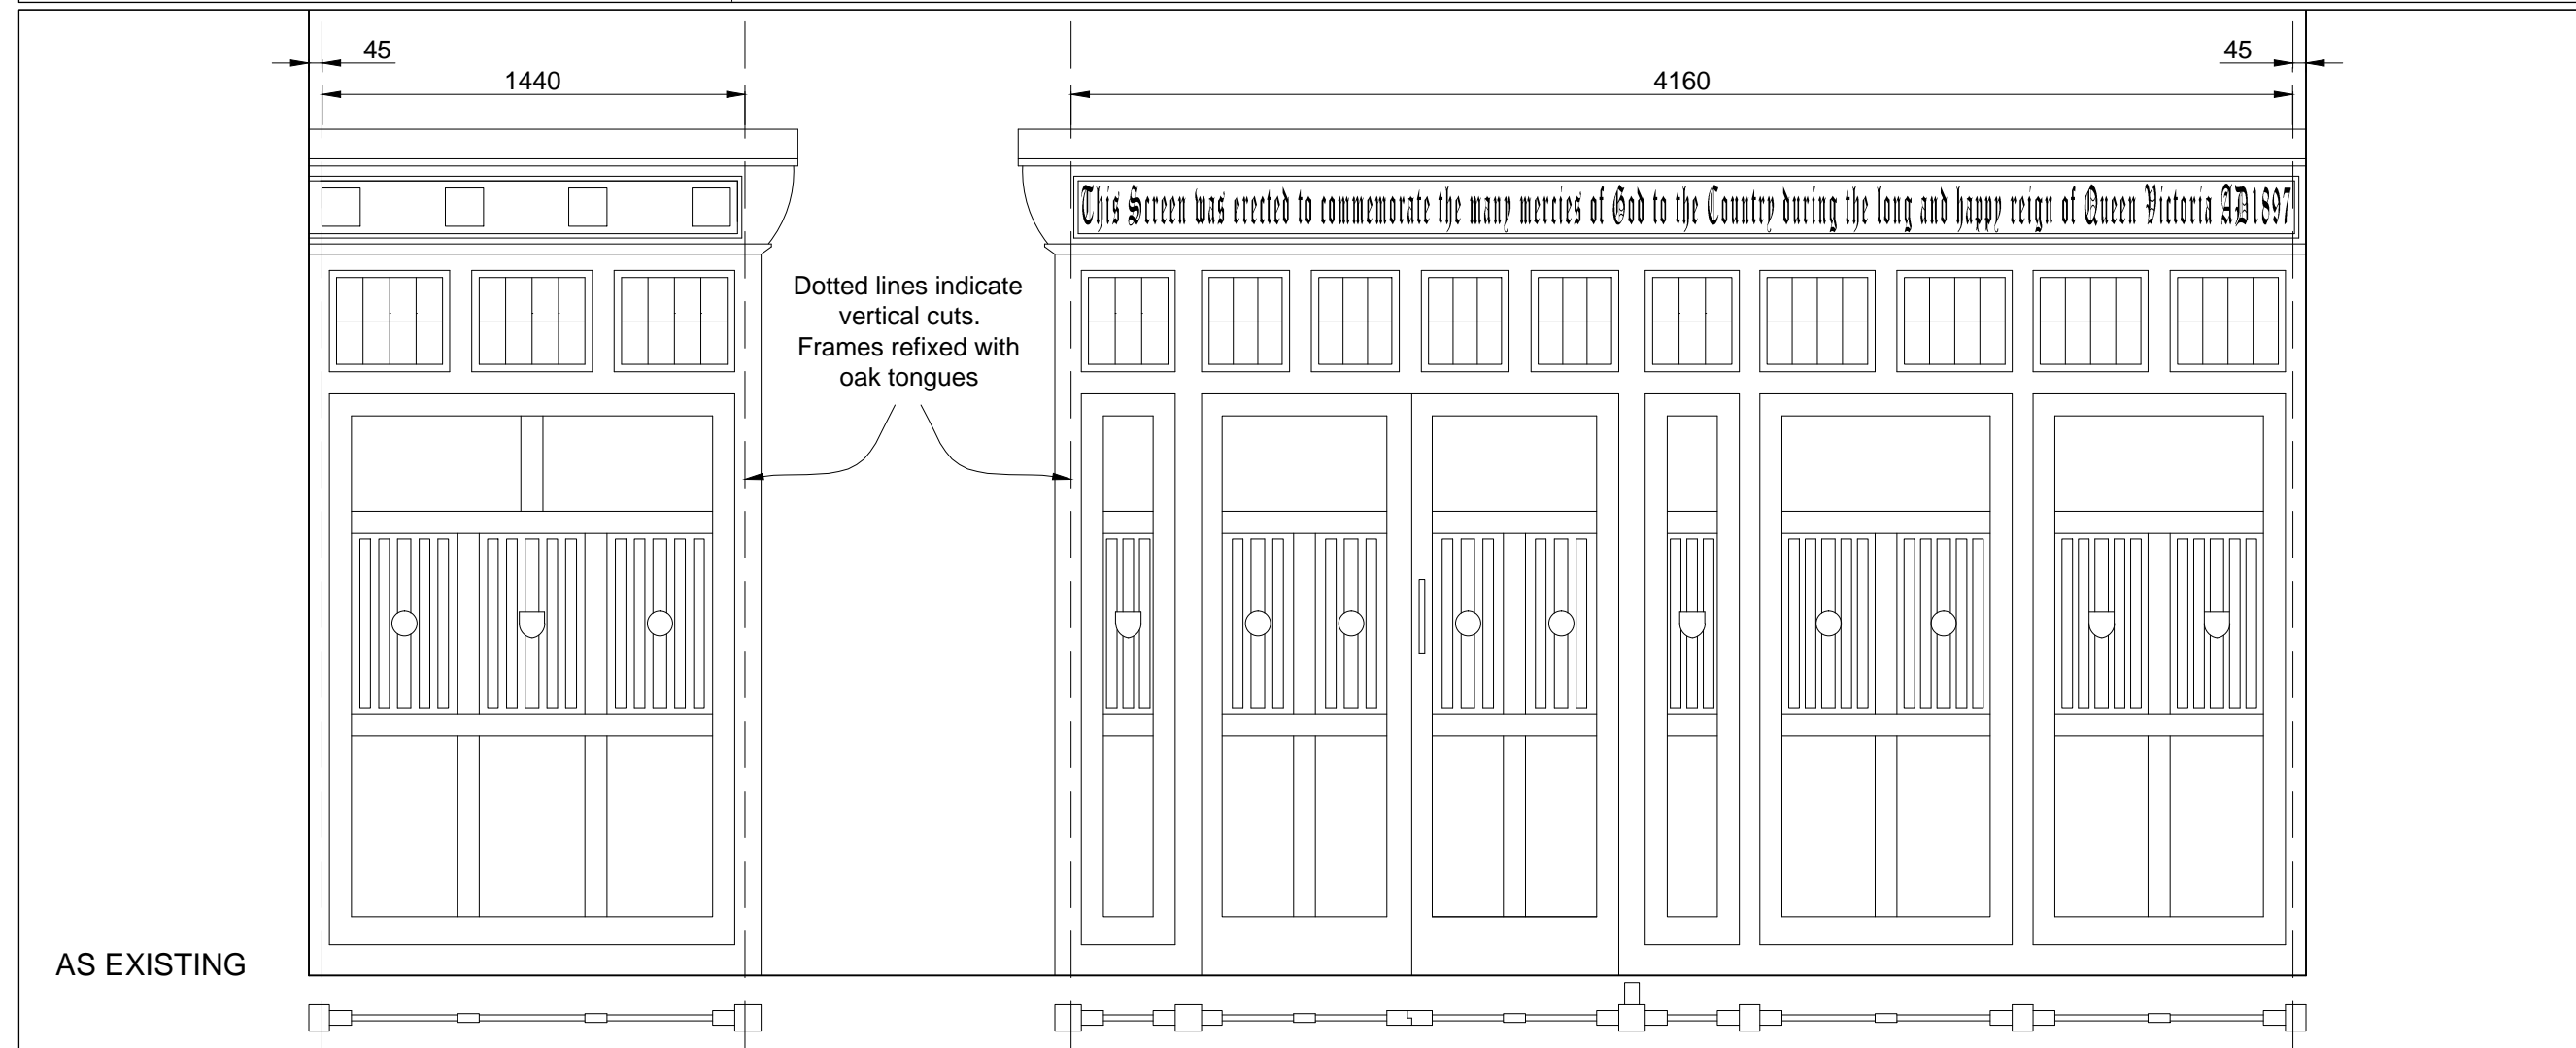 45
45
1440
4160
This Screen was erected to commemorate the many mercies of God to the Country during the long and happy reign of Queen Victoria AD1897
Dotted lines indicate
vertical cuts.
Frames refixed with
oak tongues
AS EXISTING